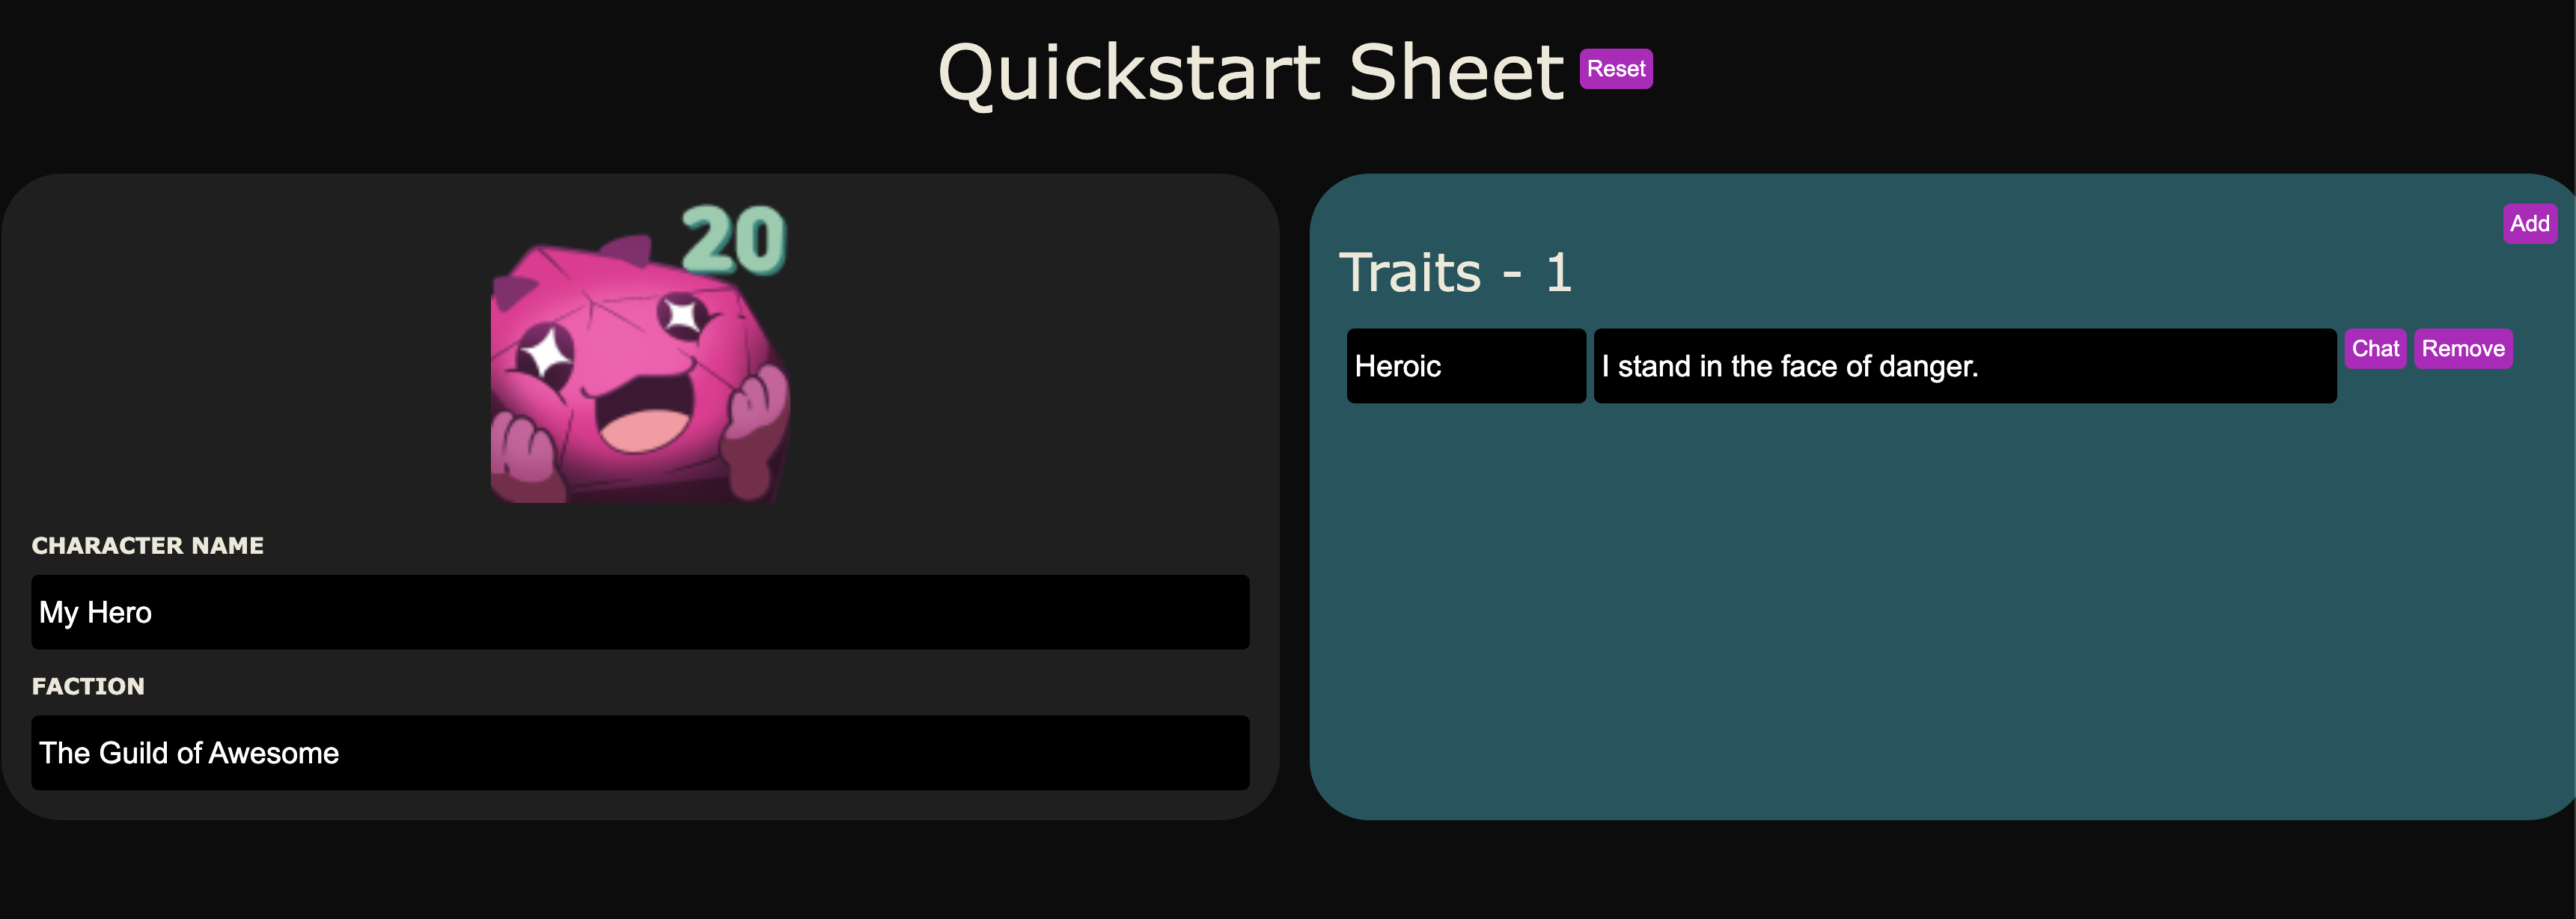 Quickstart Sheet Reset
20
CHARACTER NAME
My Hero
FACTION
The Guild of Awesome
Add
Traits - 1
Heroic I stand in the face of danger. Chat Remove